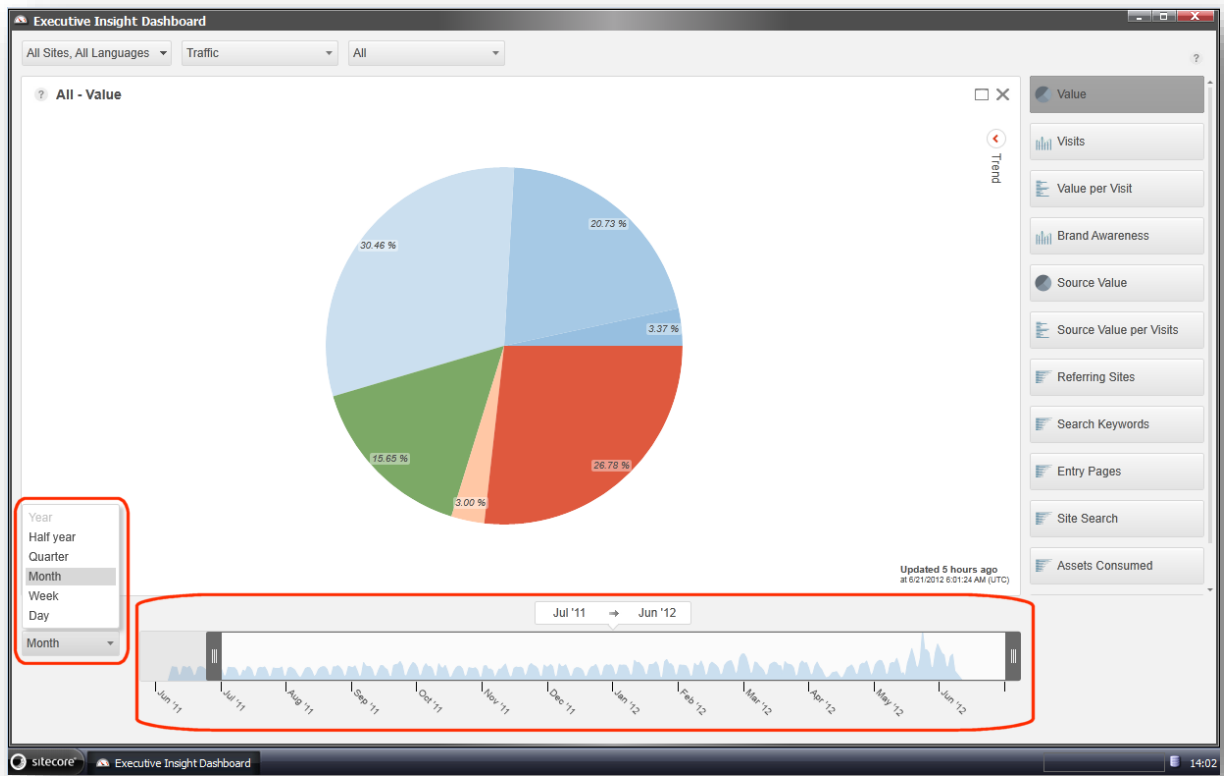 Executive Insight Dashboard
All Sites, All Languages
Traffic
All
?
? All - Value
Trend
20.73 %
30.46 %
3.37 %
15.65 %
26.78 %
3.00 %
Value
Visits
Value per Visit
Brand Awareness
Source Value
Source Value per Visits
Referring Sites
Search Keywords
Entry Pages
Site Search
Assets Consumed
Year
Half year
Quarter
Month
Week
Day
Month
Updated 5 hours ago
at 6/21/2012 6:01:24 AM (UTC)
Jul '11 → Jun '12
Jun '11
Jul '11
Aug '11
Sep '11
Oct '11
Nov '11
Dec '11
Jan '12
Feb '12
Mar '12
Apr '12
May '12
Jun '12
sitecore
Executive Insight Dashboard
14:02